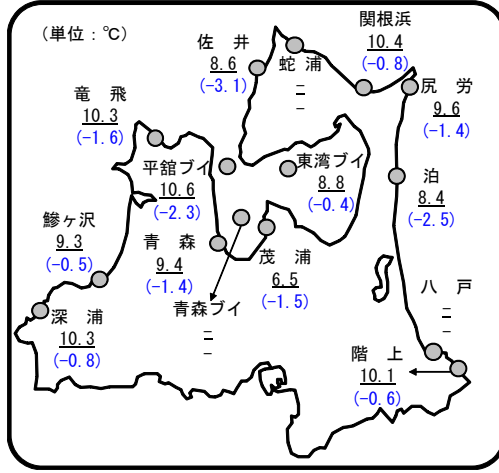 (単位：℃)
関根浜
10.4
(-0.8)
佐 井
8.6
(-3.1)
蛇 浦
-
-
尻 労
9.6
(-1.4)
竜 飛
10.3
(-1.6)
平舘ブイ
10.6
(-2.3)
東湾ブイ
8.8
(-0.4)
泊
8.4
(-2.5)
鰺ヶ沢
9.3
(-0.5)
青 森
9.4
(-1.4)
茂 浦
6.5
(-1.5)
青森ブイ
-
-
八 戸
-
-
深 浦
10.3
(-0.8)
階 上
10.1
(-0.6)